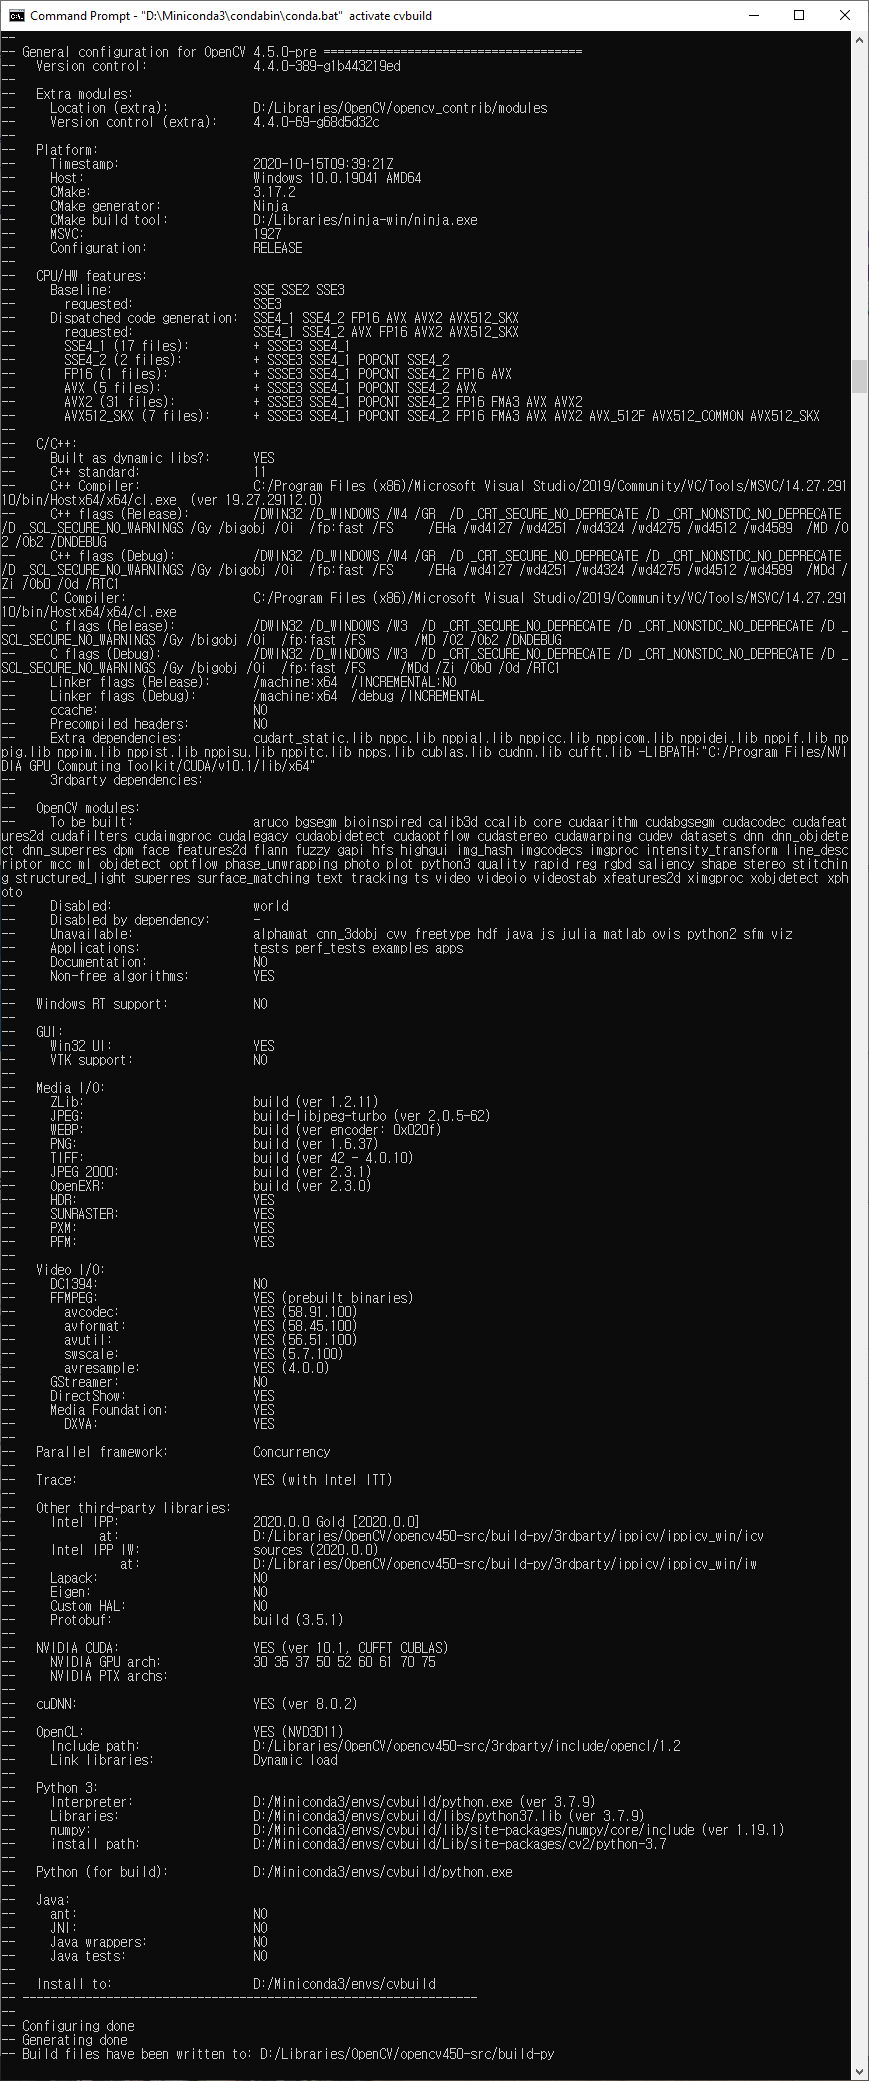 Command Prompt - "D:\Miniconda3\condabin\conda.bat" activate cvbuild
--
-- General configuration for OpenCV 4.5.0-pre =====================================
--   Version control:               4.4.0-389-g1b443219ed
--
--   Extra modules:
--     Location (extra):            D:/Libraries/OpenCV/opencv_contrib/modules
--     Version control (extra):     4.4.0-69-g68d5d32c
--
--   Platform:
--     Timestamp:                   2020-10-15T09:39:21Z
--     Host:                        Windows 10.0.19041 AMD64
--     CMake:                       3.17.2
--     CMake generator:             Ninja
--     CMake build tool:            D:/Libraries/ninja-win/ninja.exe
--     MSVC:                        1927
--     Configuration:               RELEASE
--
--   CPU/HW features:
--     Baseline:                    SSE SSE2 SSE3
--       requested:                 SSE3
--     Dispatched code generation:  SSE4_1 SSE4_2 FP16 AVX AVX2 AVX512_SKX
--       requested:                 SSE4_1 SSE4_2 AVX FP16 AVX2 AVX512_SKX
--       SSE4_1 (17 files):         + SSSE3 SSE4_1
--       SSE4_2 (2 files):          + SSSE3 SSE4_1 POPCNT SSE4_2
--       FP16 (1 files):            + SSSE3 SSE4_1 POPCNT SSE4_2 FP16 AVX
--       AVX (5 files):             + SSSE3 SSE4_1 POPCNT SSE4_2 AVX
--       AVX2 (31 files):           + SSSE3 SSE4_1 POPCNT SSE4_2 FP16 FMA3 AVX AVX2
--       AVX512_SKX (7 files):      + SSSE3 SSE4_1 POPCNT SSE4_2 FP16 FMA3 AVX AVX2 AVX_512F AVX512_COMMON AVX512_SKX
--
--   C/C++:
--     Built as dynamic libs?:      YES
--     C++ standard:                11
--     C++ Compiler:                C:/Program Files (x86)/Microsoft Visual Studio/2019/Community/VC/Tools/MSVC/14.27.291
10/bin/Hostx64/x64/cl.exe  (ver 19.27.29112.0)
--     C++ flags (Release):         /DWIN32 /D_WINDOWS /W4 /GR  /D _CRT_SECURE_NO_DEPRECATE /D _CRT_NONSTDC_NO_DEPRECATE
/D _SCL_SECURE_NO_WARNINGS /Gy /bigobj /Oi  /fp:fast /FS     /EHa /wd4127 /wd4251 /wd4324 /wd4275 /wd4512 /wd4589  /MD /O
2 /Ob2 /DNDEBUG
--     C++ flags (Debug):           /DWIN32 /D_WINDOWS /W4 /GR  /D _CRT_SECURE_NO_DEPRECATE /D _CRT_NONSTDC_NO_DEPRECATE
/D _SCL_SECURE_NO_WARNINGS /Gy /bigobj /Oi  /fp:fast /FS     /EHa /wd4127 /wd4251 /wd4324 /wd4275 /wd4512 /wd4589  /MDd /
Zi /Ob0 /Od /RTC1
--     C Compiler:                  C:/Program Files (x86)/Microsoft Visual Studio/2019/Community/VC/Tools/MSVC/14.27.291
10/bin/Hostx64/x64/cl.exe
--     C flags (Release):           /DWIN32 /D_WINDOWS /W3  /D _CRT_SECURE_NO_DEPRECATE /D _CRT_NONSTDC_NO_DEPRECATE /D _
SCL_SECURE_NO_WARNINGS /Gy /bigobj /Oi  /fp:fast /FS       /MD /O2 /Ob2 /DNDEBUG
--     C flags (Debug):             /DWIN32 /D_WINDOWS /W3  /D _CRT_SECURE_NO_DEPRECATE /D _CRT_NONSTDC_NO_DEPRECATE /D _
SCL_SECURE_NO_WARNINGS /Gy /bigobj /Oi  /fp:fast /FS     /MDd /Zi /Ob0 /Od /RTC1
--     Linker flags (Release):      /machine:x64  /INCREMENTAL:NO
--     Linker flags (Debug):        /machine:x64  /debug /INCREMENTAL
--     ccache:                      NO
--     Precompiled headers:         NO
--     Extra dependencies:          cudart_static.lib nppc.lib nppial.lib nppicc.lib nppicom.lib nppidei.lib nppif.lib np
pig.lib nppim.lib nppist.lib nppisu.lib nppitc.lib npps.lib cublas.lib cudnn.lib cufft.lib -LIBPATH:"C:/Program Files/NVI
DIA GPU Computing Toolkit/CUDA/v10.1/lib/x64"
--     3rdparty dependencies:
--
--   OpenCV modules:
--     To be built:                 aruco bgsegm bioinspired calib3d ccalib core cudaarithm cudabgsegm cudacodec cudafeat
ures2d cudafilters cudaimgproc cudalegacy cudaobjdetect cudaoptflow cudastereo cudawarping cudev datasets dnn dnn_objdete
ct dnn_superres dpm face features2d flann fuzzy gapi hfs highgui img_hash imgcodecs imgproc intensity_transform line_desc
riptor mcc ml objdetect optflow phase_unwrapping photo plot python3 quality rapid reg rgbd saliency shape stereo stitchin
g structured_light superres surface_matching text tracking ts video videoio videostab xfeatures2d ximgproc xobjdetect xph
oto
--     Disabled:                    world
--     Disabled by dependency:      -
--     Unavailable:                 alphamat cnn_3dobj cvv freetype hdf java js julia matlab ovis python2 sfm viz
--     Applications:                tests perf_tests examples apps
--     Documentation:               NO
--     Non-free algorithms:         YES
--
--   Windows RT support:            NO
--
--   GUI:
--     Win32 UI:                    YES
--     VTK support:                 NO
--
--   Media I/O:
--     ZLib:                        build (ver 1.2.11)
--     JPEG:                        build-libjpeg-turbo (ver 2.0.5-62)
--     WEBP:                        build (ver encoder: 0x020f)
--     PNG:                         build (ver 1.6.37)
--     TIFF:                        build (ver 42 - 4.0.10)
--     JPEG 2000:                   build (ver 2.3.1)
--     OpenEXR:                     build (ver 2.3.0)
--     HDR:                         YES
--     SUNRASTER:                   YES
--     PXM:                         YES
--     PFM:                         YES
--
--   Video I/O:
--     DC1394:                      NO
--     FFMPEG:                      YES (prebuilt binaries)
--       avcodec:                   YES (58.91.100)
--       avformat:                  YES (58.45.100)
--       avutil:                    YES (56.51.100)
--       swscale:                   YES (5.7.100)
--       avresample:                YES (4.0.0)
--     GStreamer:                   NO
--     DirectShow:                  YES
--     Media Foundation:            YES
--       DXVA:                      YES
--
--   Parallel framework:            Concurrency
--
--   Trace:                         YES (with Intel ITT)
--
--   Other third-party libraries:
--     Intel IPP:                   2020.0.0 Gold [2020.0.0]
--            at:                   D:/Libraries/OpenCV/opencv450-src/build-py/3rdparty/ippicv/ippicv_win/icv
--     Intel IPP IW:                sources (2020.0.0)
--               at:                D:/Libraries/OpenCV/opencv450-src/build-py/3rdparty/ippicv/ippicv_win/iw
--     Lapack:                      NO
--     Eigen:                       NO
--     Custom HAL:                  NO
--     Protobuf:                    build (3.5.1)
--
--   NVIDIA CUDA:                   YES (ver 10.1, CUFFT CUBLAS)
--     NVIDIA GPU arch:             30 35 37 50 52 60 61 70 75
--     NVIDIA PTX archs:
--
--   cuDNN:                         YES (ver 8.0.2)
--
--   OpenCL:                        YES (NVD3D11)
--     Include path:                D:/Libraries/OpenCV/opencv450-src/3rdparty/include/opencl/1.2
--     Link libraries:              Dynamic load
--
--   Python 3:
--     Interpreter:                 D:/Miniconda3/envs/cvbuild/python.exe (ver 3.7.9)
--     Libraries:                   D:/Miniconda3/envs/cvbuild/libs/python37.lib (ver 3.7.9)
--     numpy:                       D:/Miniconda3/envs/cvbuild/lib/site-packages/numpy/core/include (ver 1.19.1)
--     install path:                D:/Miniconda3/envs/cvbuild/Lib/site-packages/cv2/python-3.7
--
--   Python (for build):            D:/Miniconda3/envs/cvbuild/python.exe
--
--   Java:
--     ant:                         NO
--     JNI:                         NO
--     Java wrappers:               NO
--     Java tests:                  NO
--
--   Install to:                    D:/Miniconda3/envs/cvbuild
-- -----------------------------------------------------------------
--
-- Configuring done
-- Generating done
-- Build files have been written to: D:/Libraries/OpenCV/opencv450-src/build-py